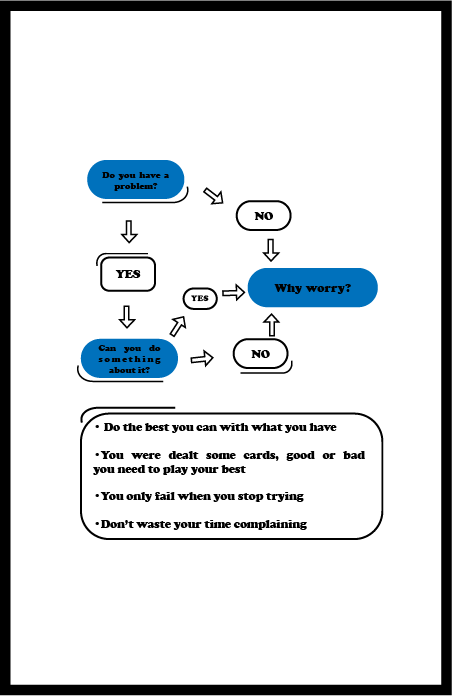 Do you have a
problem?
NO
YES
YES
Why worry?
Can you do
something
about it?
NO
• Do the best you can with what you have
• You were dealt some cards, good or bad
you need to play your best
• You only fail when you stop trying
• Don't waste your time complaining